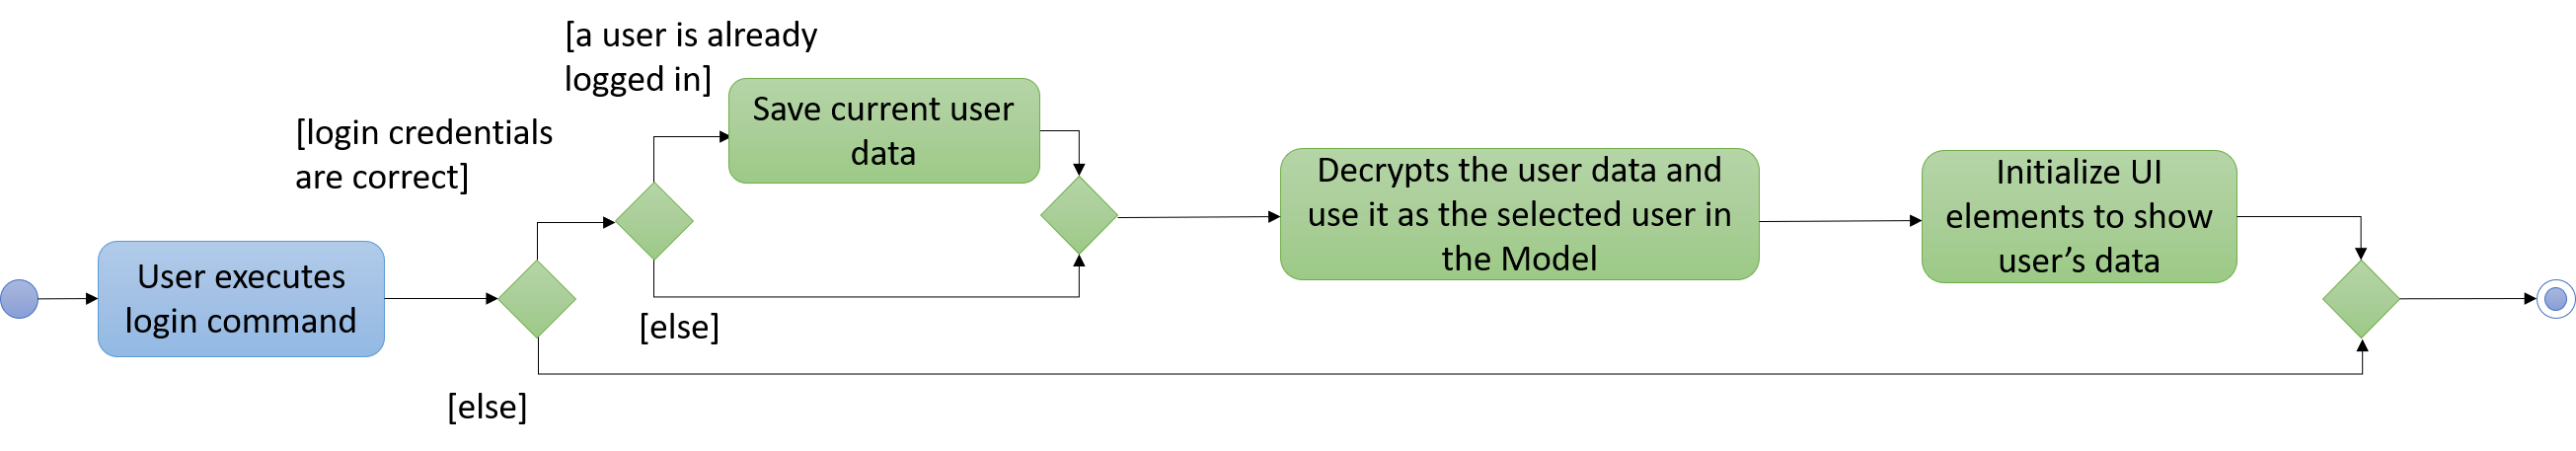 [a user is already
logged in]
Save current user
data
[login credentials
are correct]
Decrypts the user data and
use it as the selected user in
the Model
Initialize UI
elements to show
user’s data
User executes
login command
[else]
[else]